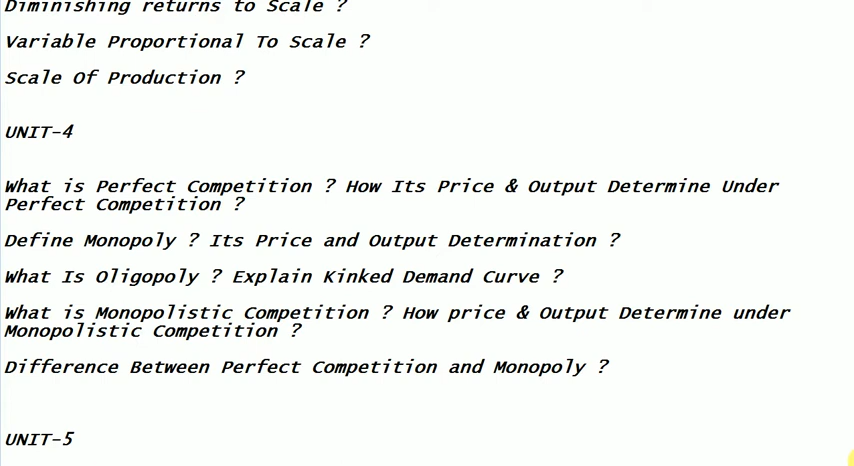 Diminishing returns to Scale ?
Variable Proportional To Scale ?
Scale Of Production ?
UNIT-4
What is Perfect Competition ? How Its Price & Output Determine Under
Perfect Competition ?
Define Monopoly ? Its Price and Output Determination ?
What Is Oligopoly ? Explain Kinked Demand Curve ?
What is Monopolistic Competition ? How price & Output Determine under
Monopolistic Competition ?
Difference Between Perfect Competition and Monopoly ?
UNIT-5